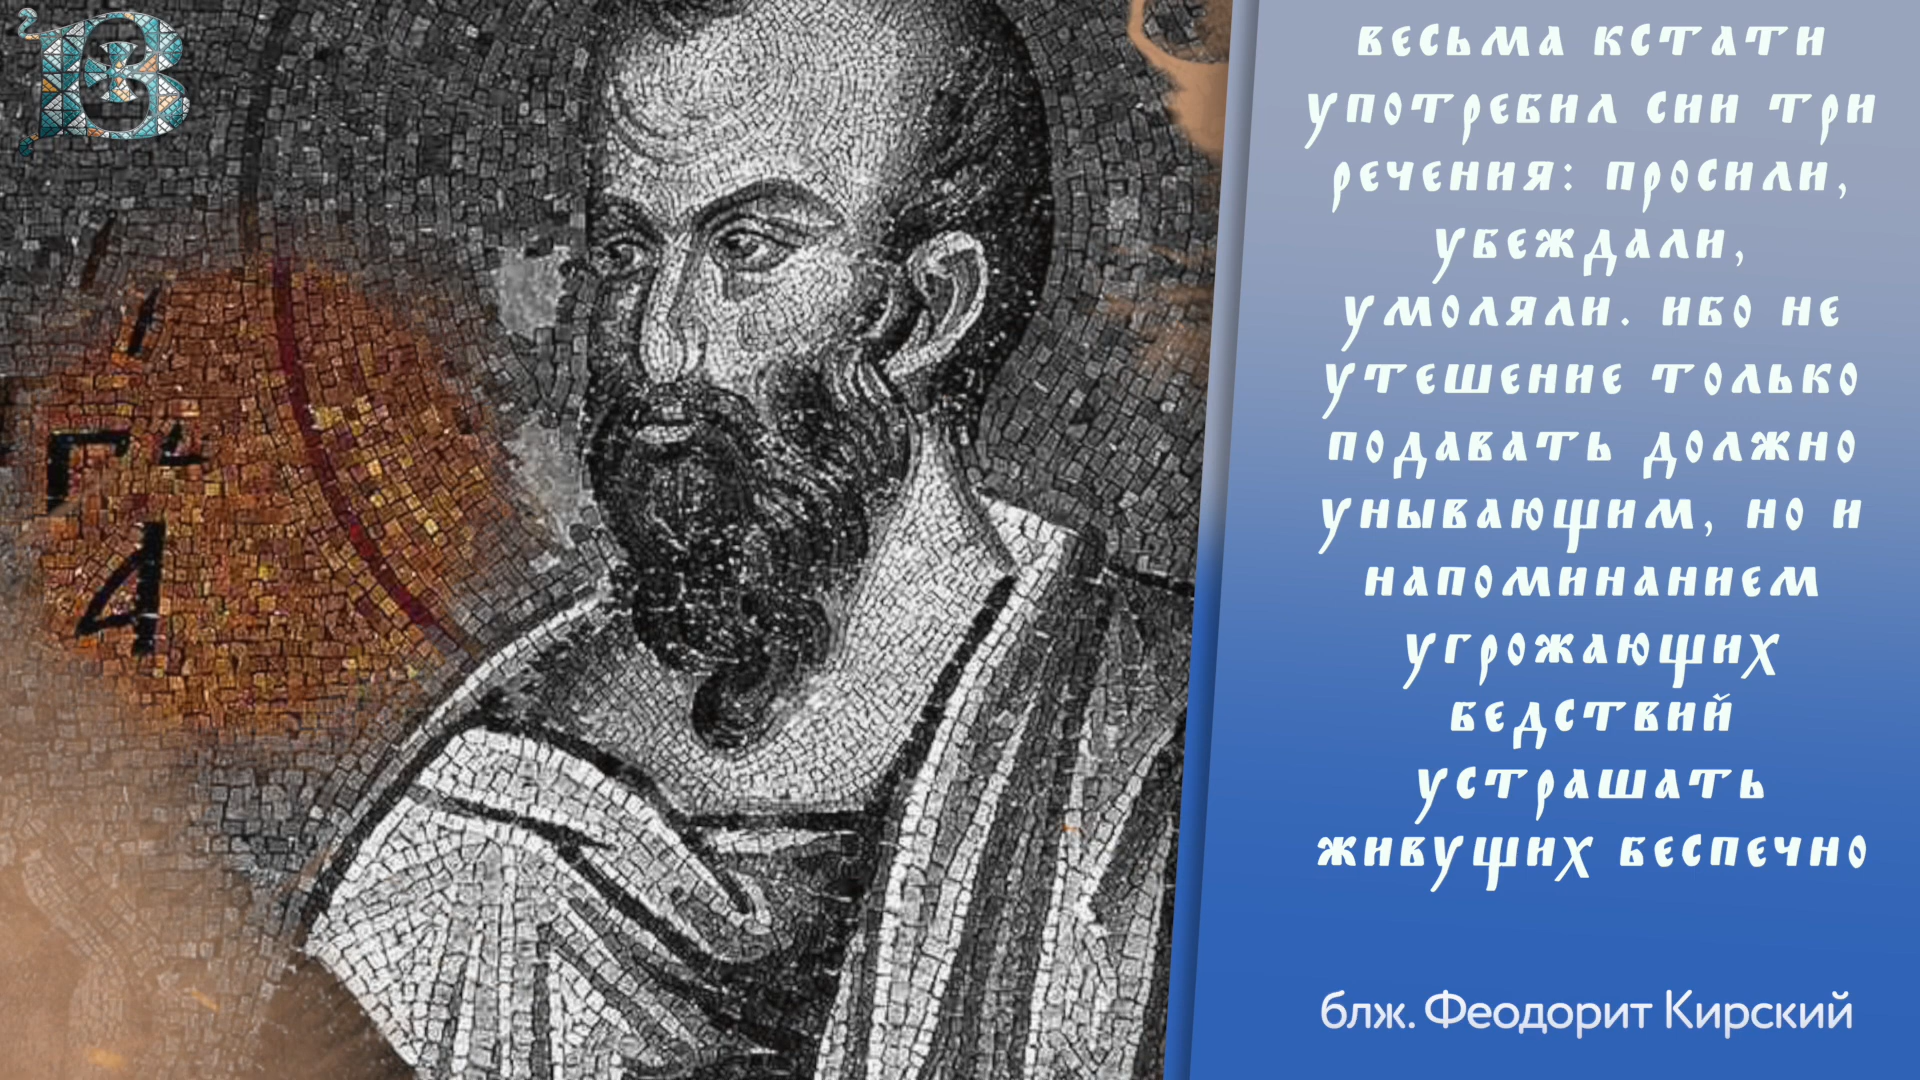 весьма кстати
употребил сии три
речения: просили,
убеждали,
умоляли. ибо не
утешение только
подавать должно
унывающим, но и
напоминанием
угрожающих
бедствий
устрашать
живущих беспечно
блж. Феодорит Кирский